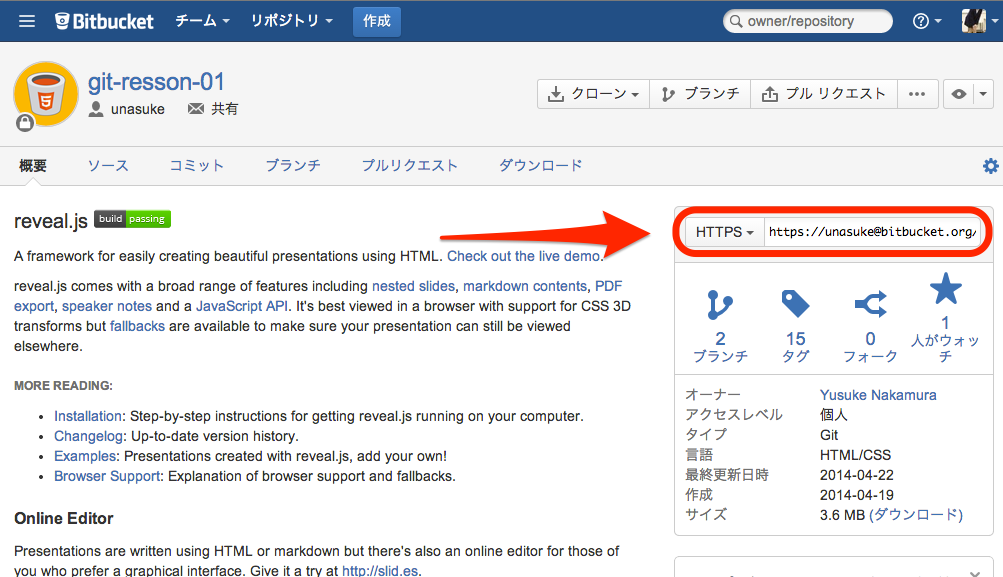 Bitbucket チーム リポジトリ 作成 owner/repository
git-resson-01
unasuke 共有
クローン ブランチ プル リクエスト
概要 ソース コミット ブランチ プルリクエスト ダウンロード
reveal.js build passing
A framework for easily creating beautiful presentations using HTML. Check out the live demo.
reveal.js comes with a broad range of features including nested slides, markdown contents, PDF
export, speaker notes and a JavaScript API. It's best viewed in a browser with support for CSS 3D
transforms but fallbacks are available to make sure your presentation can still be viewed
elsewhere.
MORE READING:
• Installation: Step-by-step instructions for getting reveal.js running on your computer.
• Changelog: Up-to-date version history.
• Examples: Presentations created with reveal.js, add your own!
• Browser Support: Explanation of browser support and fallbacks.
Online Editor
Presentations are written using HTML or markdown but there's also an online editor for those of
you who prefer a graphical interface. Give it a try at http://slid.es.
HTTPS https://unasuke@bitbucket.org/
2
ブランチ
15
タグ
0
フォーク
1
人がウォッ
チ
オーナー Yusuke Nakamura
アクセスレベル 個人
タイプ Git
言語 HTML/CSS
最終更新日時 2014-04-22
作成 2014-04-19
サイズ 3.6 MB (ダウンロード)